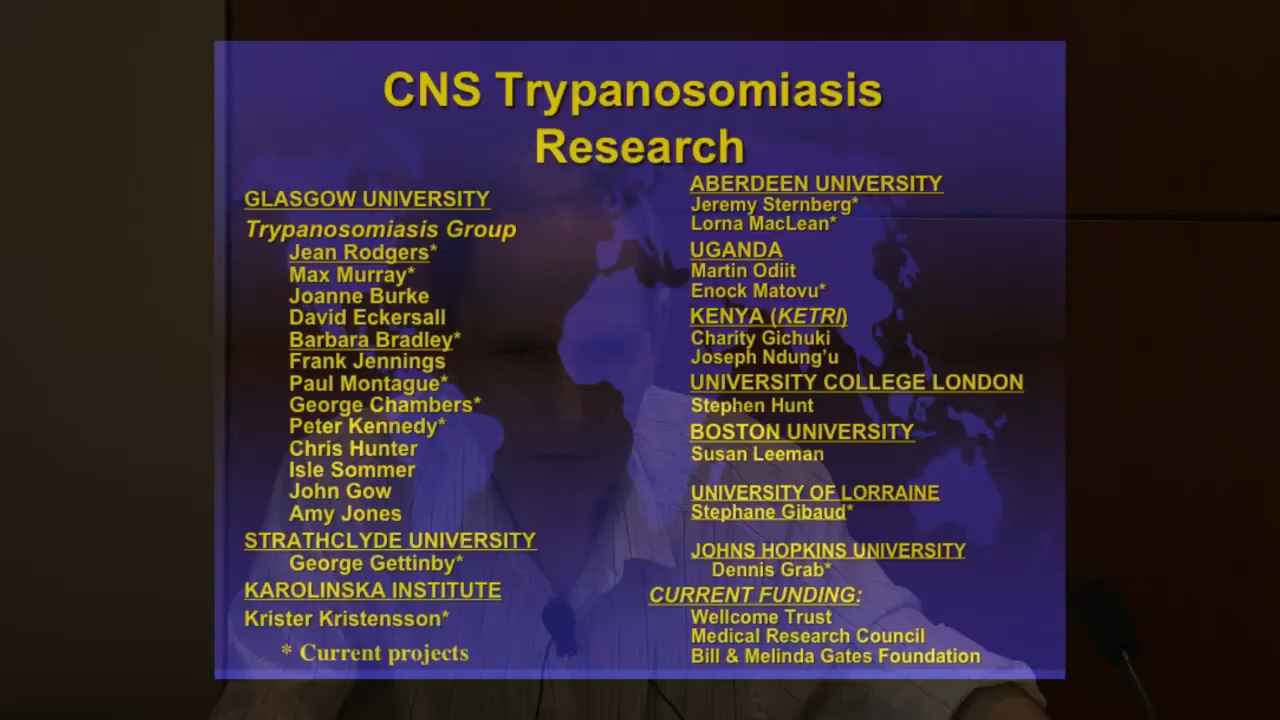 CNS Trypanosomiasis
Research
GLASGOW UNIVERSITY
Trypanosomiasis Group
Jean Rodgers*
Max Murray*
Joanne Burke
David Eckersall
Barbara Bradley*
Frank Jennings
Paul Montague*
George Chambers*
Peter Kennedy*
Chris Hunter
Isle Sommer
John Gow
Amy Jones
STRATHCLYDE UNIVERSITY
George Gettinby*
KAROLINSKA INSTITUTE
Krister Kristensson*
* Current projects
ABERDEEN UNIVERSITY
Jeremy Sternberg*
Lorna MacLean*
UGANDA
Martin Odiit
Enock Matovu*
KENYA (KETRI)
Charity Gichuki
Joseph Ndung’u
UNIVERSITY COLLEGE LONDON
Stephen Hunt
BOSTON UNIVERSITY
Susan Leeman
UNIVERSITY OF LORRAINE
Stephane Gibaud*
JOHNS HOPKINS UNIVERSITY
Dennis Grab*
CURRENT FUNDING:
Wellcome Trust
Medical Research Council
Bill & Melinda Gates Foundation